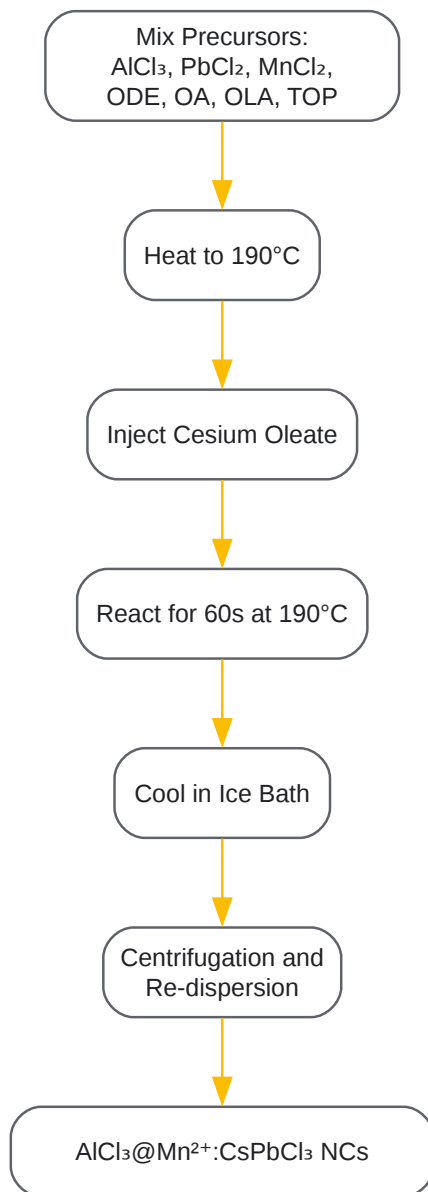 Mix Precursors:
AlCl₃, PbCl₂, MnCl₂,
ODE, OA, OLA, TOP
Heat to 190°C
Inject Cesium Oleate
React for 60s at 190°C
Cool in Ice Bath
Centrifugation and
Re-dispersion
AlCl₃@Mn²⁺:CsPbCl₃ NCs